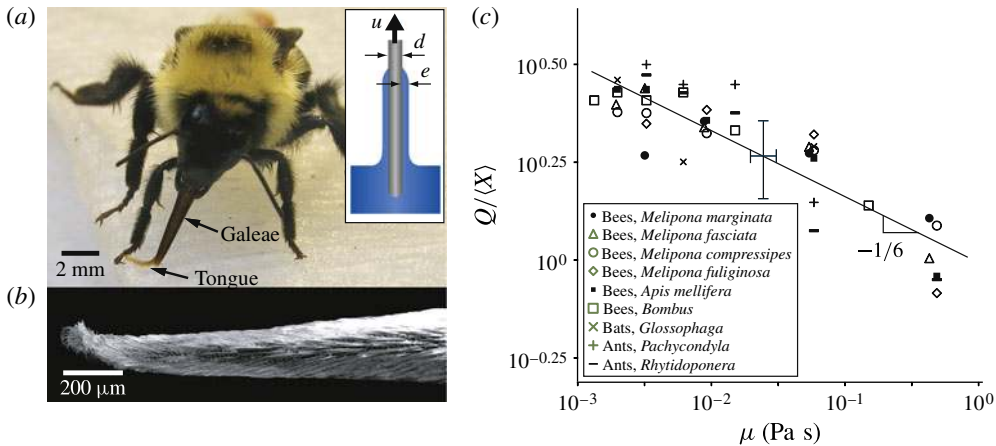 (a)
u
d
e
Galeae
2 mm
Tongue
(b)
200 μm
(c)
10^0.50
10^0.25
10^0
10^−0.25
Q/⟨X⟩
−1/6
Bees, Melipona marginata
Bees, Melipona fasciata
Bees, Melipona compressipes
Bees, Melipona fuliginosa
Bees, Apis mellifera
Bees, Bombus
Bats, Glossophaga
Ants, Pachycondyla
Ants, Rhytidoponera
10^−3 10^−2 10^−1 10^0
μ (Pa s)